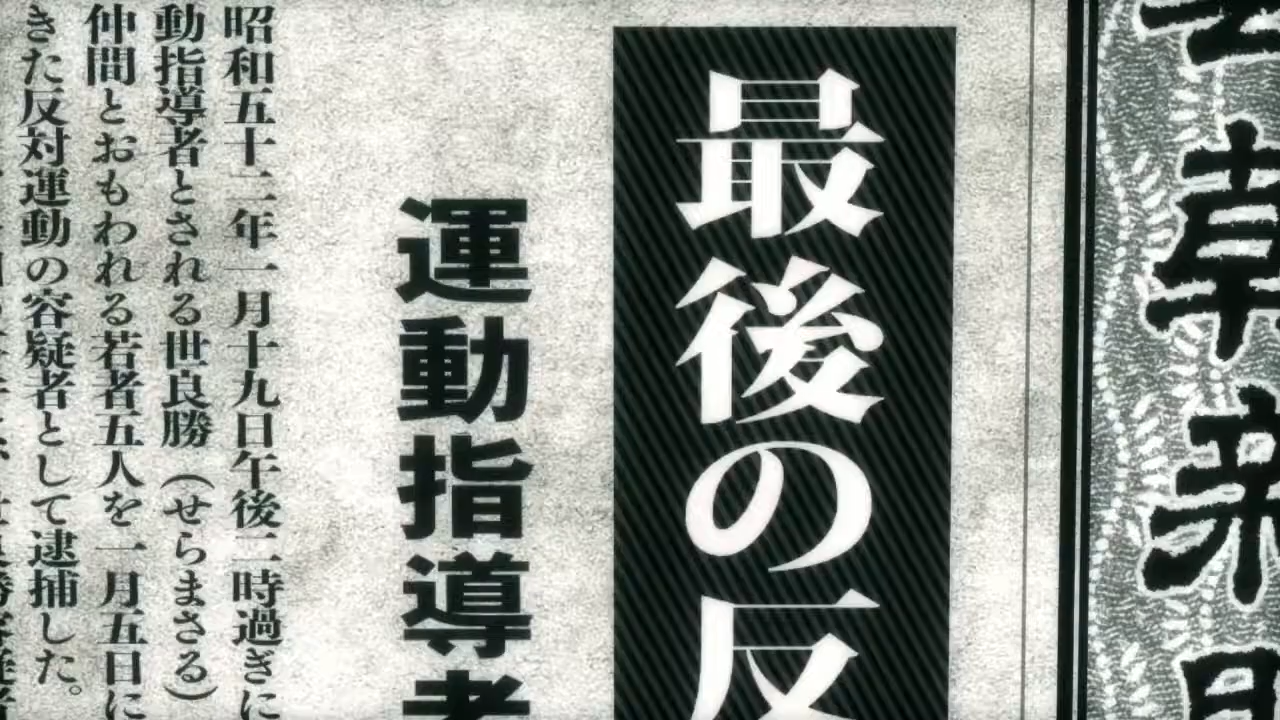 最後の反
運動指導者
昭和五十二年一月十九日午後二時過ぎに
動指導者とされる世良勝（せらまさる）
仲間とおもわれる若者五人を一月五日に
きた反対運動の容疑者として逮捕した。